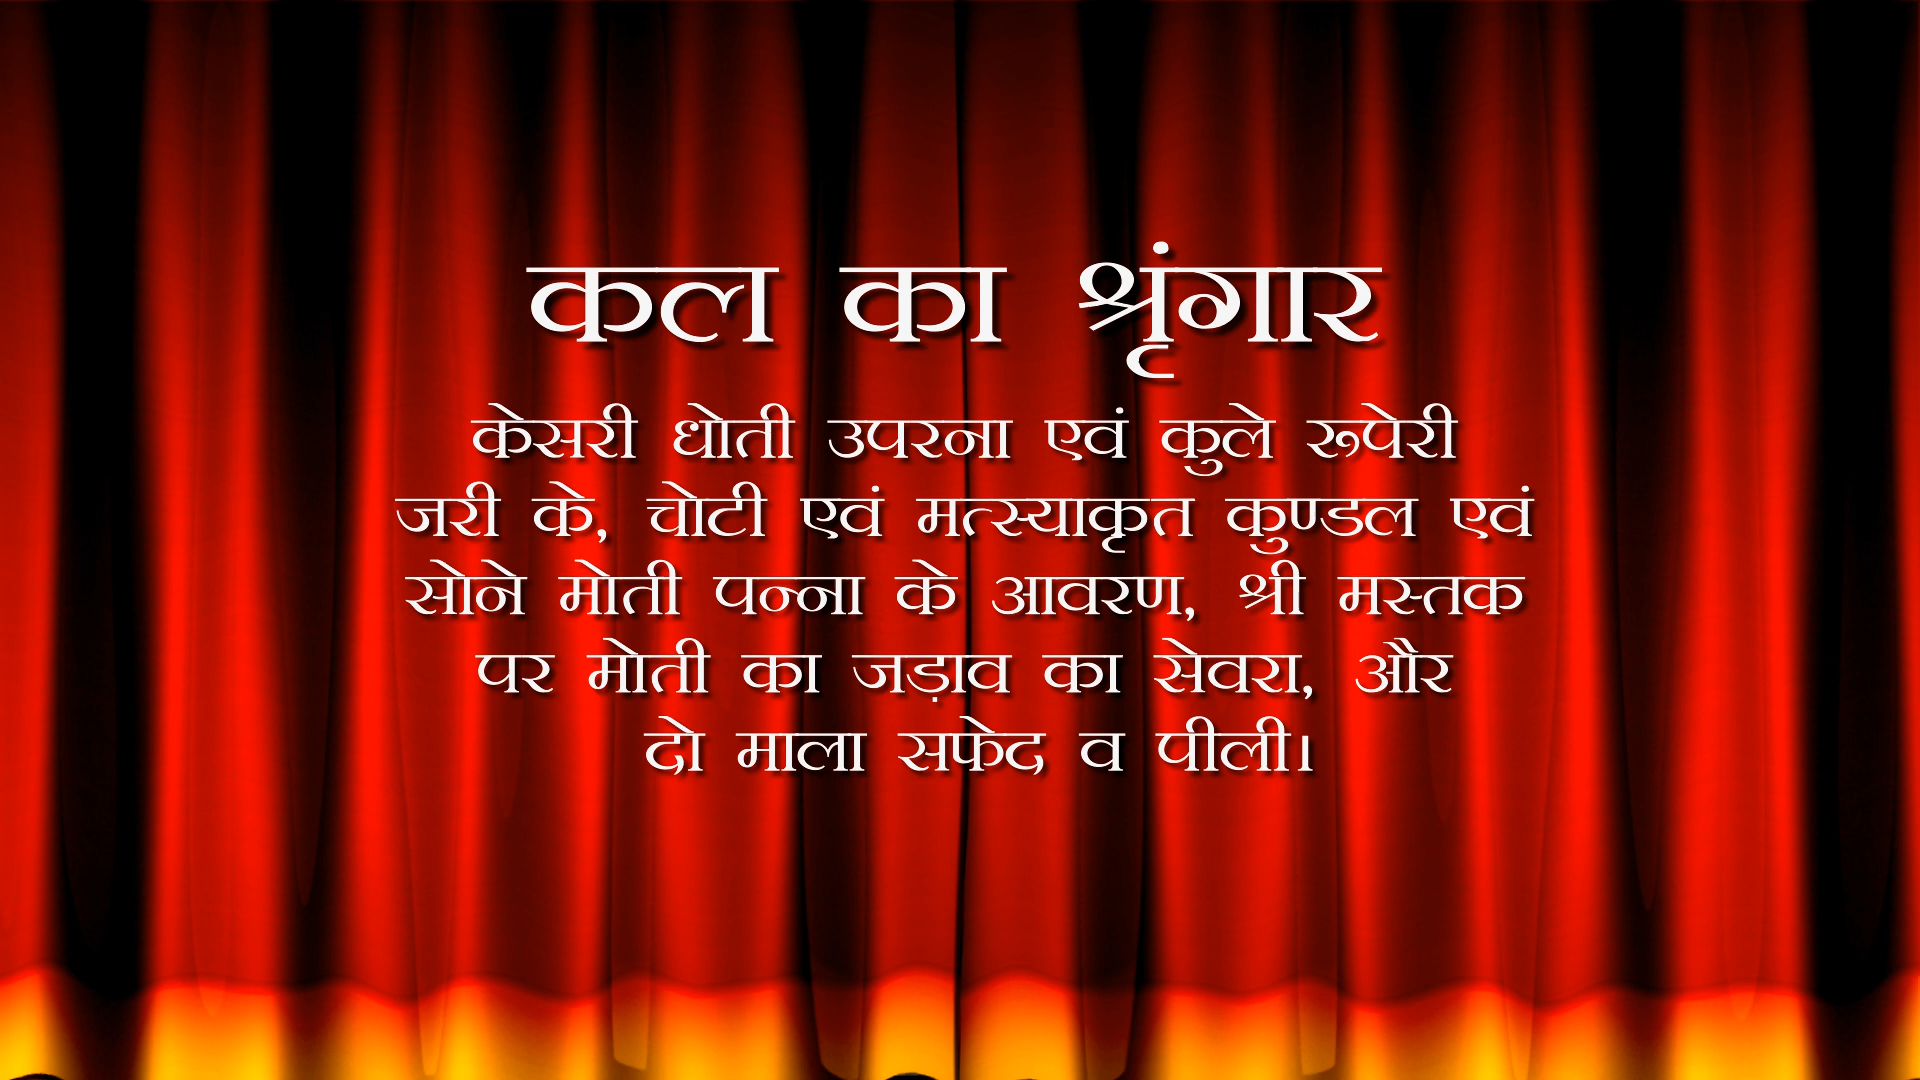 कल का श्रृंगार
केसरी धोती उपरना एवं कुले रूपेरी
जरी के, चोटी एवं मत्स्याकृत कुण्डल एवं
सोने मोती पन्ना के आवरण, श्री मस्तक
पर मोती का जड़ाव का सेवरा, और
दो माला सफेद व पीली।